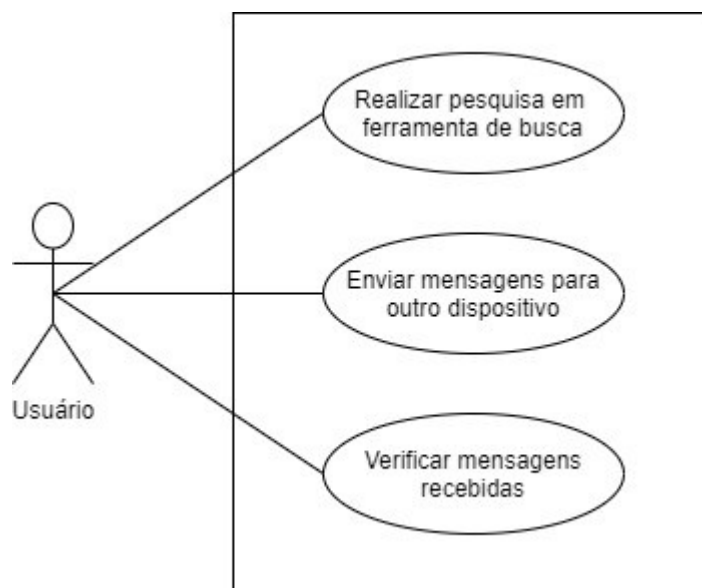 Realizar pesquisa em
ferramenta de busca
Enviar mensagens para
outro dispositivo
Usuário
Verificar mensagens
recebidas